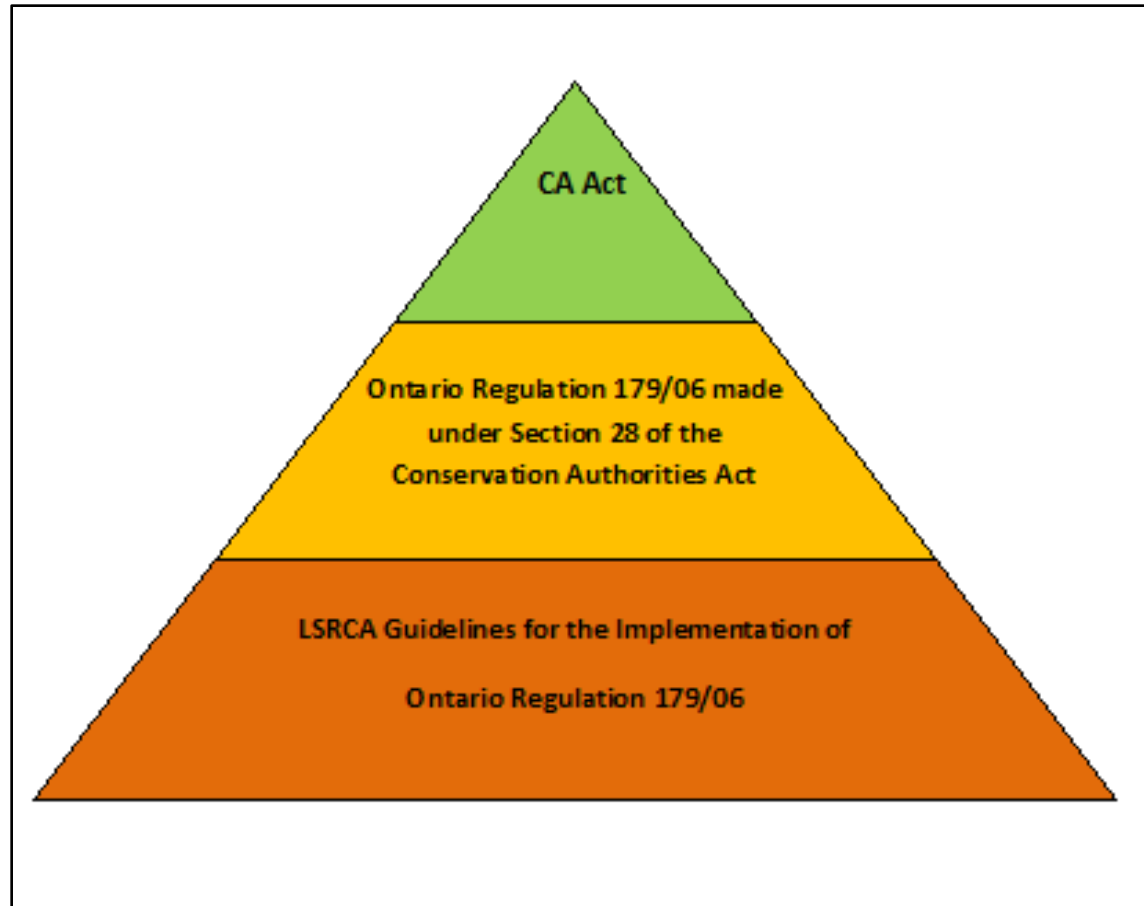 CA Act
Ontario Regulation 179/06 made
under Section 28 of the
Conservation Authorities Act
LSRCA Guidelines for the Implementation of
Ontario Regulation 179/06